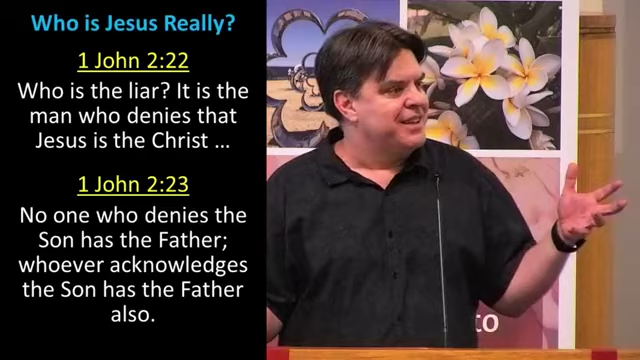 Who is Jesus Really?
1 John 2:22
Who is the liar? It is the
man who denies that
Jesus is the Christ ...
1 John 2:23
No one who denies the
Son has the Father;
whoever acknowledges
the Son has the Father
also.
to